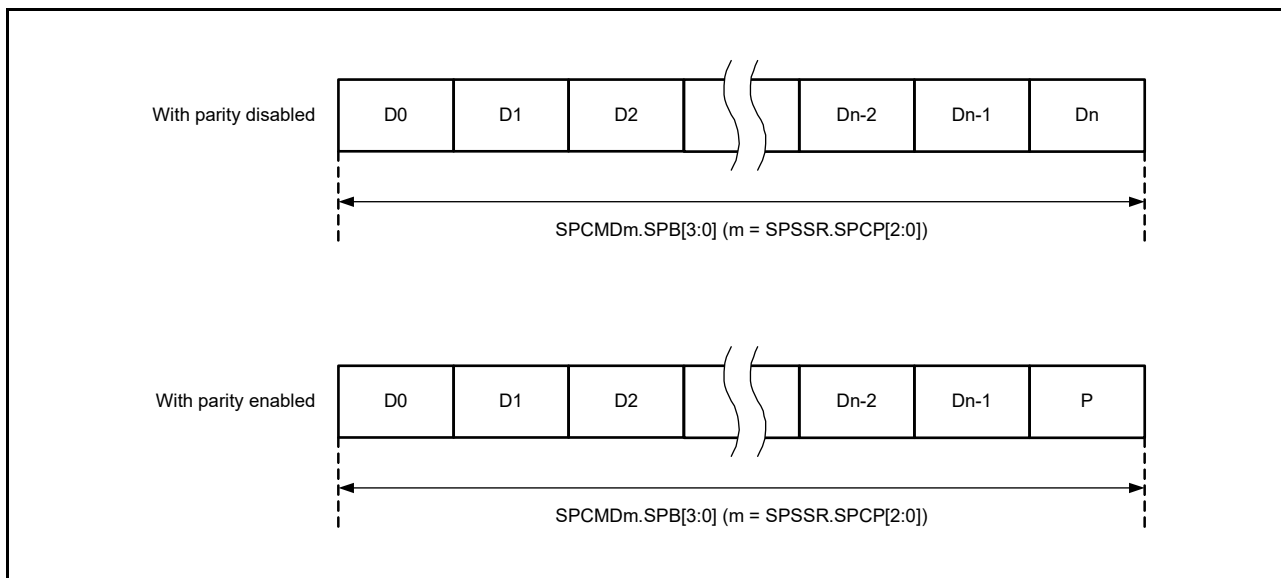 With parity disabled D0 D1 D2 Dn-2 Dn-1 Dn
SPCMDm.SPB[3:0] (m = SPSSR.SPCP[2:0])
With parity enabled D0 D1 D2 Dn-2 Dn-1 P
SPCMDm.SPB[3:0] (m = SPSSR.SPCP[2:0])